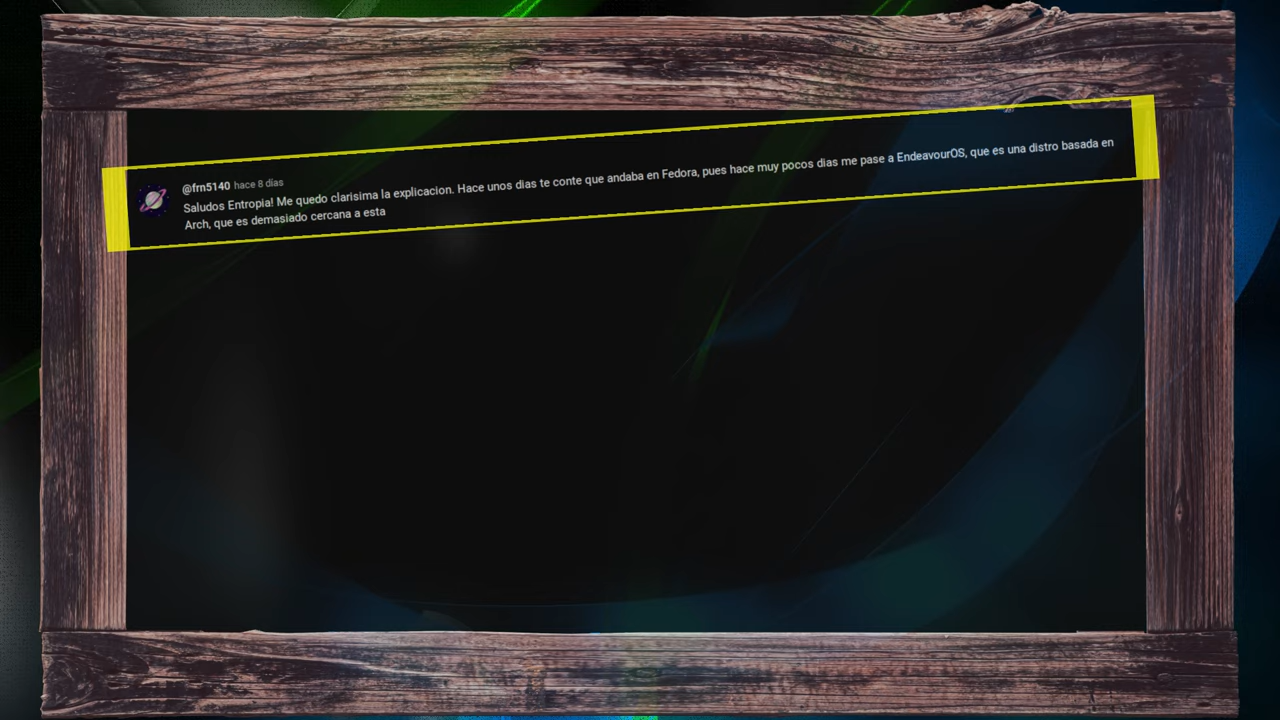 @frn5140 hace 8 días
Saludos Entropia! Me quedo clarisima la explicacion. Hace unos dias te conte que andaba en Fedora, pues hace muy pocos dias me pase a EndeavourOS, que es una distro basada en
Arch, que es demasiado cercana a esta